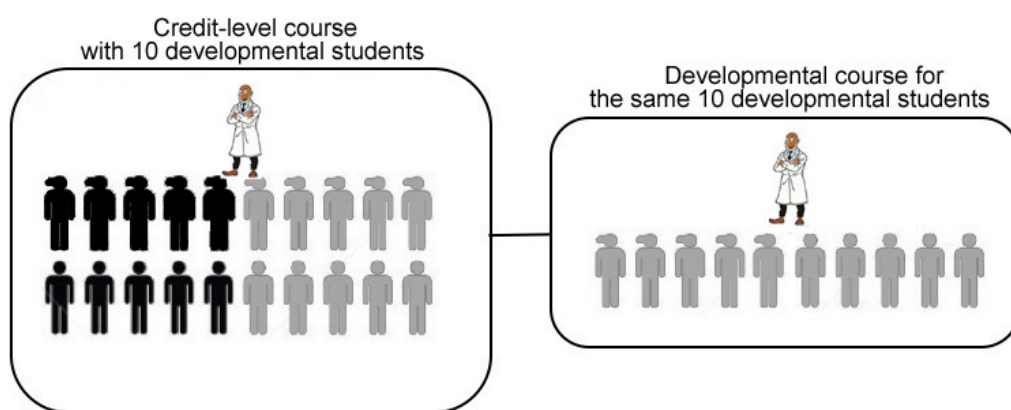 Credit-level course
with 10 developmental students
Developmental course for
the same 10 developmental students